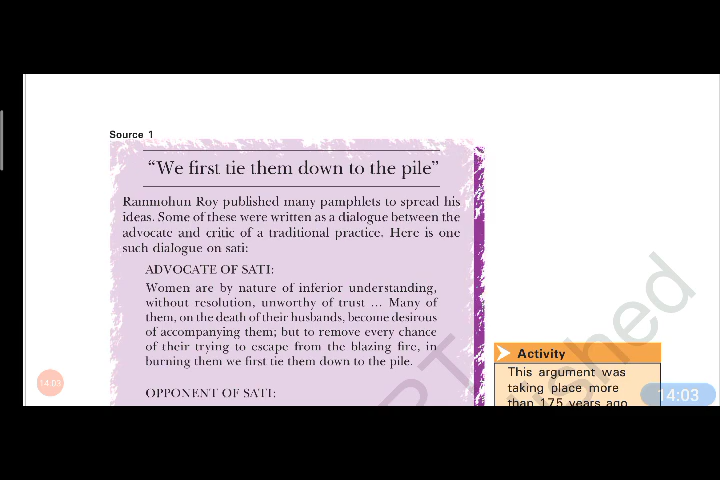 Source 1
"We first tie them down to the pile"
Rammohun Roy published many pamphlets to spread his
ideas. Some of these were written as a dialogue between the
advocate and critic of a traditional practice. Here is one
such dialogue on sati:
ADVOCATE OF SATI:
Women are by nature of inferior understanding,
without resolution, unworthy of trust … Many of
them, on the death of their husbands, become desirous
of accompanying them; but to remove every chance
of their trying to escape from the blazing fire, in
burning them we first tie them down to the pile.
OPPONENT OF SATI:
Activity
This argument was
taking place more
than 175 years ago
14:03
14:03